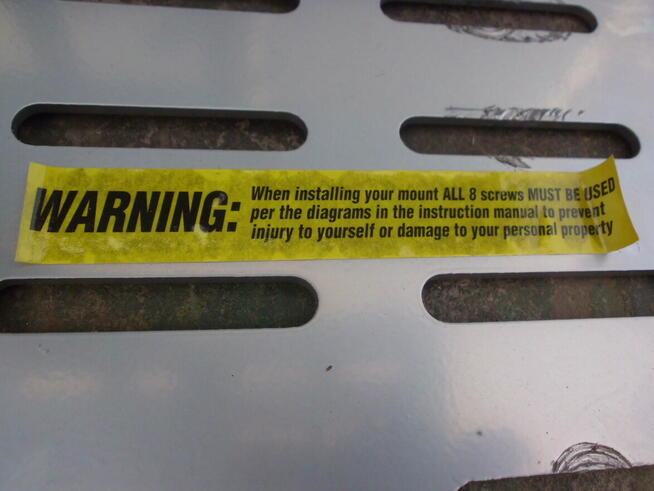 WARNING:
When installing your mount ALL 8 screws MUST BE USED
per the diagrams in the instruction manual to prevent
injury to yourself or damage to your personal property